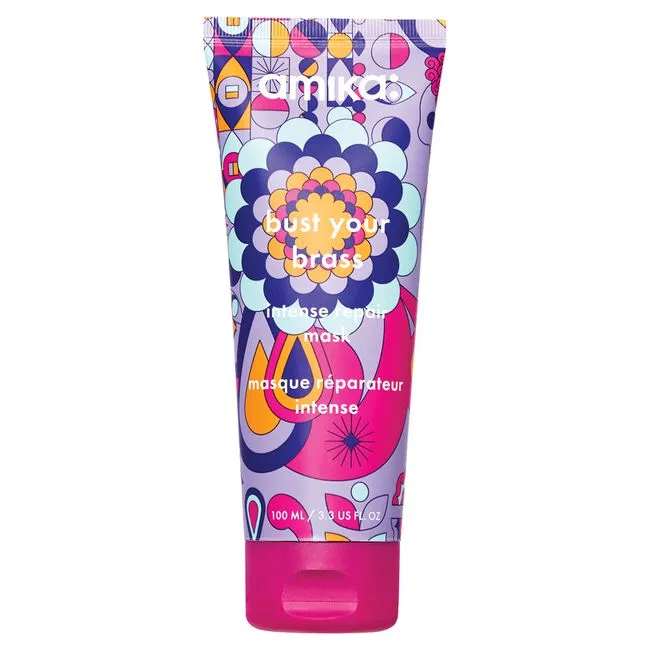 amika:
bust your
brass
intense repair
mask
masque réparateur
intense
100 ML / 3.3 US FL. OZ